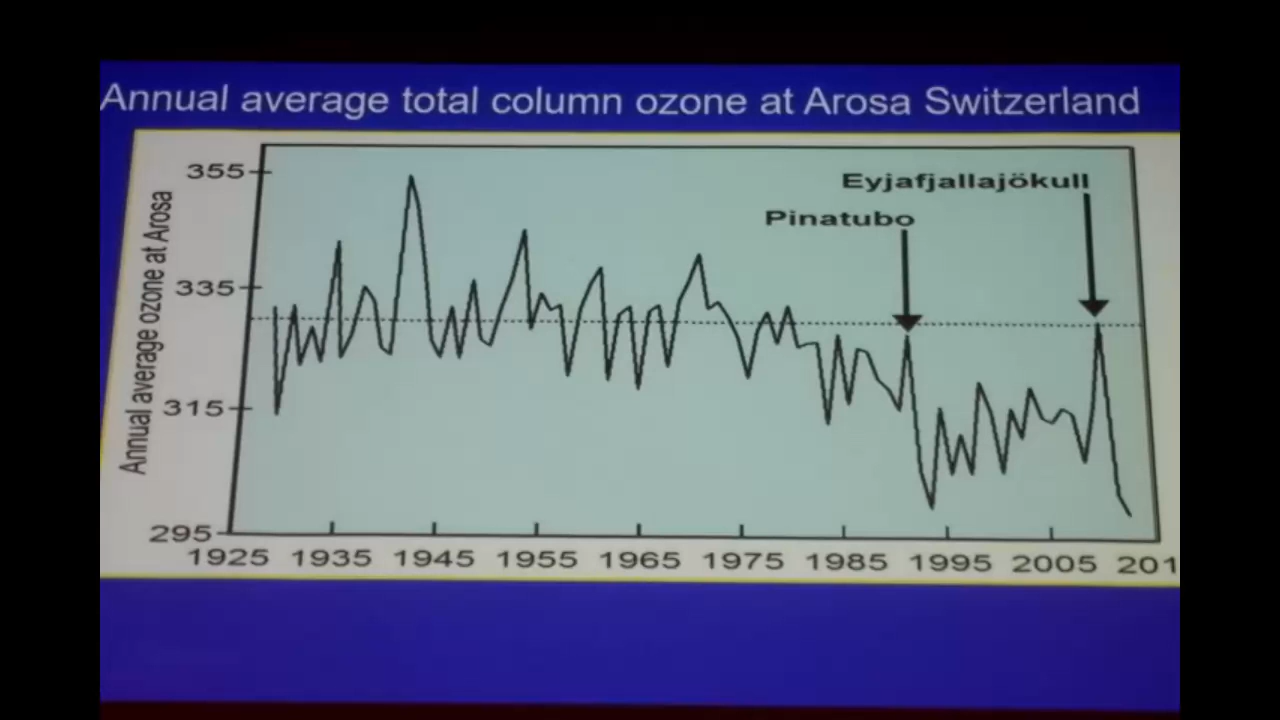 Annual average total column ozone at Arosa Switzerland
Annual average ozone at Arosa
355
335
315
295
Eyjafjallajökull
Pinatubo
1925 1935 1945 1955 1965 1975 1985 1995 2005 201